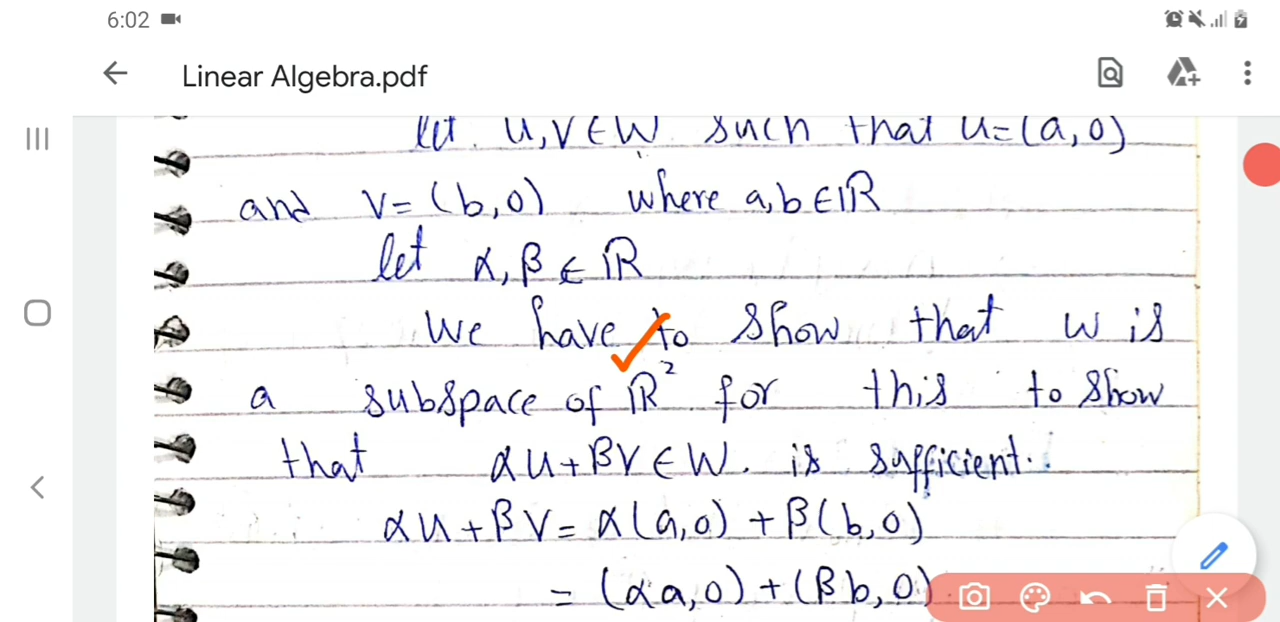 6:02
Linear Algebra.pdf
let u, v ∈ W such that u = (a, 0)
and v = (b, 0) where a, b ∈ ℝ
let α, β ∈ ℝ
We have to show that W is
a subspace of ℝ² for this to show
that αu + βv ∈ W. is sufficient.
αu + βv = α(a, 0) + β(b, 0)
= (αa, 0) + (βb, 0)